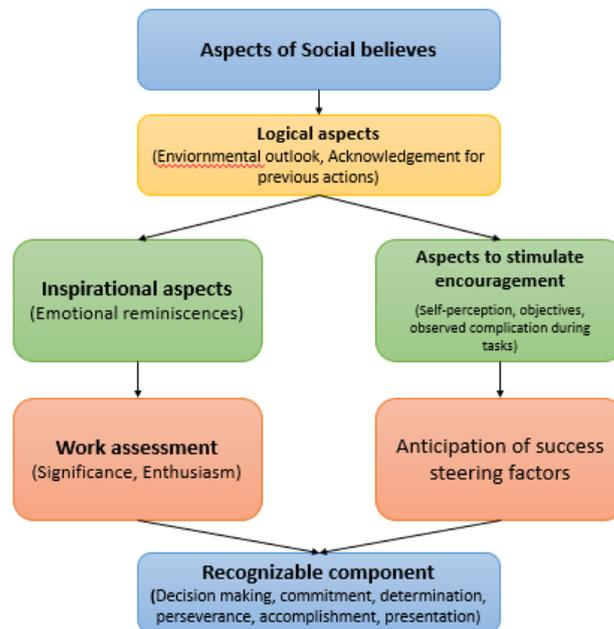 Aspects of Social believes
Logical aspects
(Enviornmental outlook, Acknowledgement for
previous actions)
Inspirational aspects
(Emotional reminiscences)
Aspects to stimulate
encouragement
(Self-perception, objectives,
observed complication during
tasks)
Work assessment
(Significance, Enthusiasm)
Anticipation of success
steering factors
Recognizable component
(Decision making, commitment, determination,
perseverance, accomplishment, presentation)